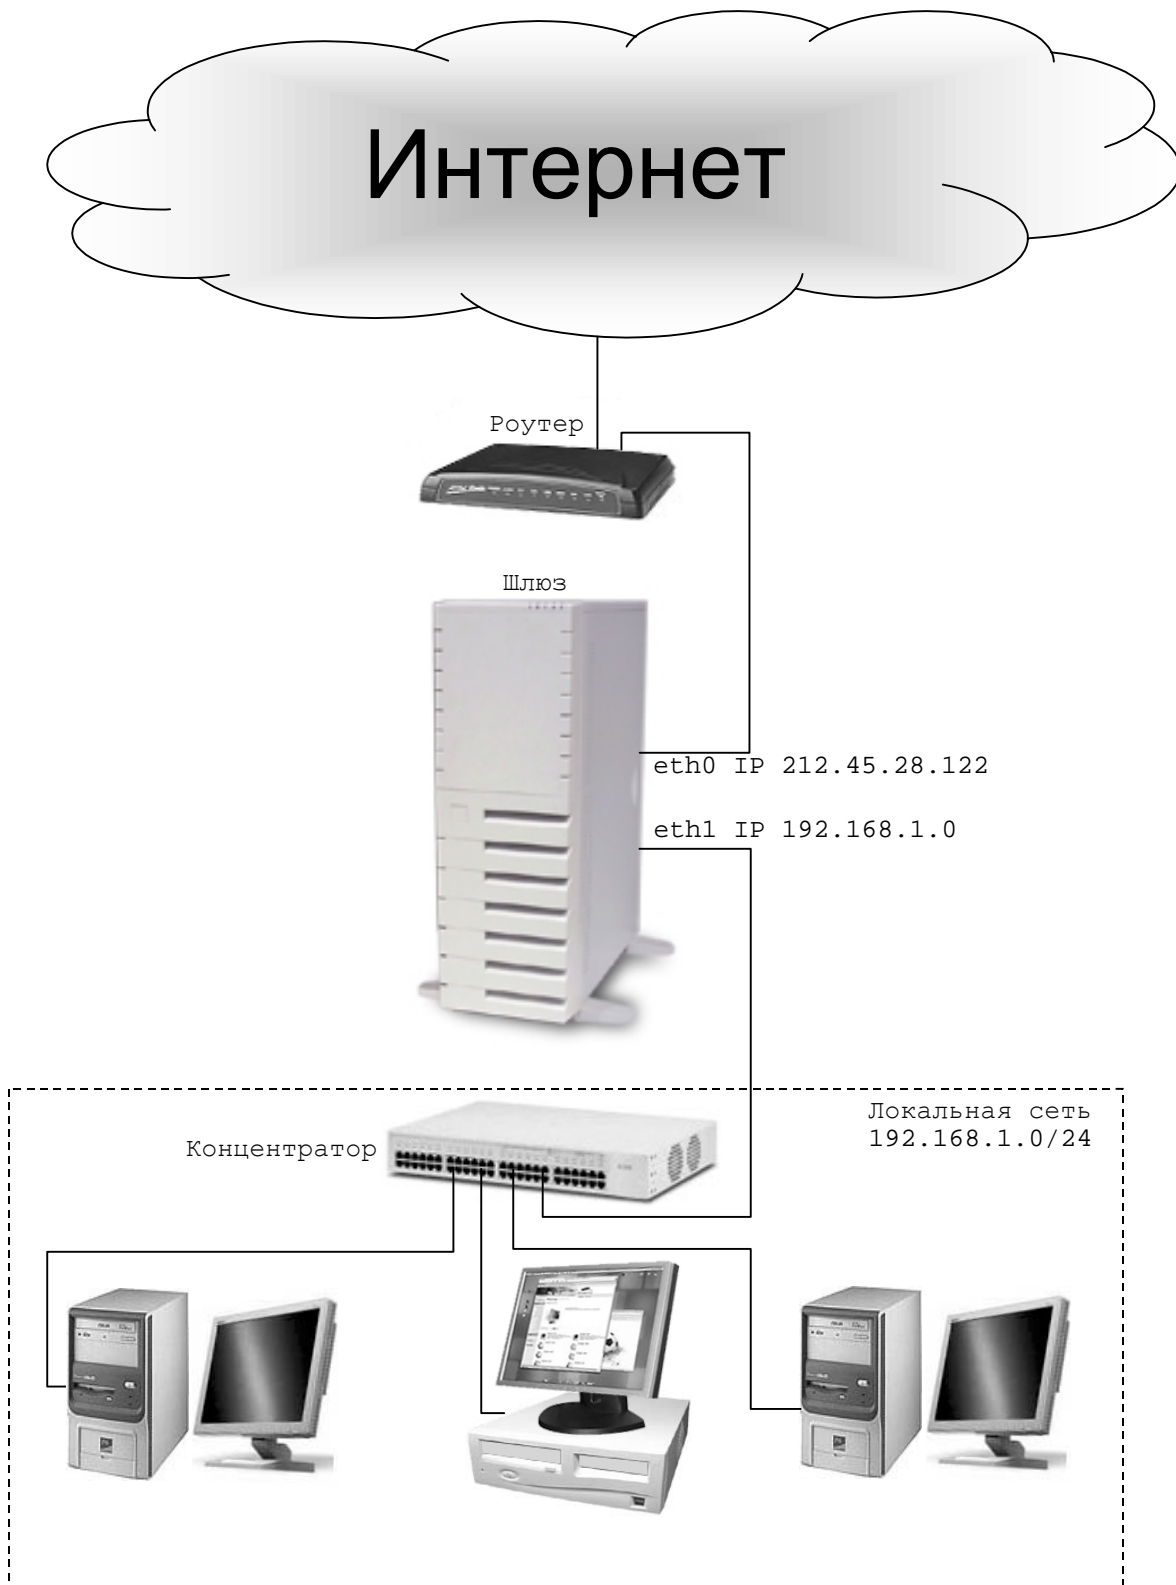 Интернет
Роутер
Шлюз
eth0 IP 212.45.28.122
eth1 IP 192.168.1.0
Локальная сеть
192.168.1.0/24
Концентратор